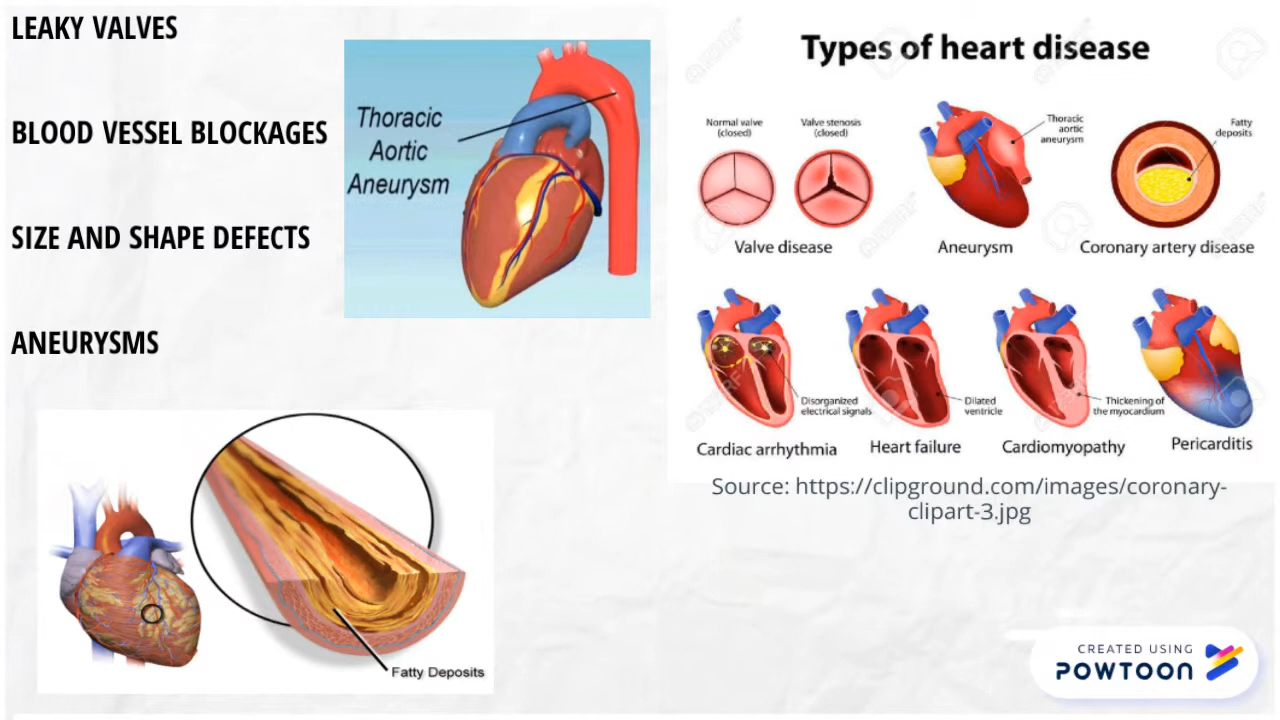 LEAKY VALVES
BLOOD VESSEL BLOCKAGES
SIZE AND SHAPE DEFECTS
ANEURYSMS
Thoracic
Aortic
Aneurysm
Fatty Deposits
Types of heart disease
Normal valve
(closed)
Valve stenosis
(closed)
Valve disease
Thoracic
aortic
aneurysm
Aneurysm
Fatty
deposits
Coronary artery disease
Disorganized
electrical signals
Cardiac arrhythmia
Dilated
ventricle
Heart failure
Thickening of
the myocardium
Cardiomyopathy
Pericarditis
Source: https://clipground.com/images/coronary-
clipart-3.jpg
CREATED USING
POWTOON